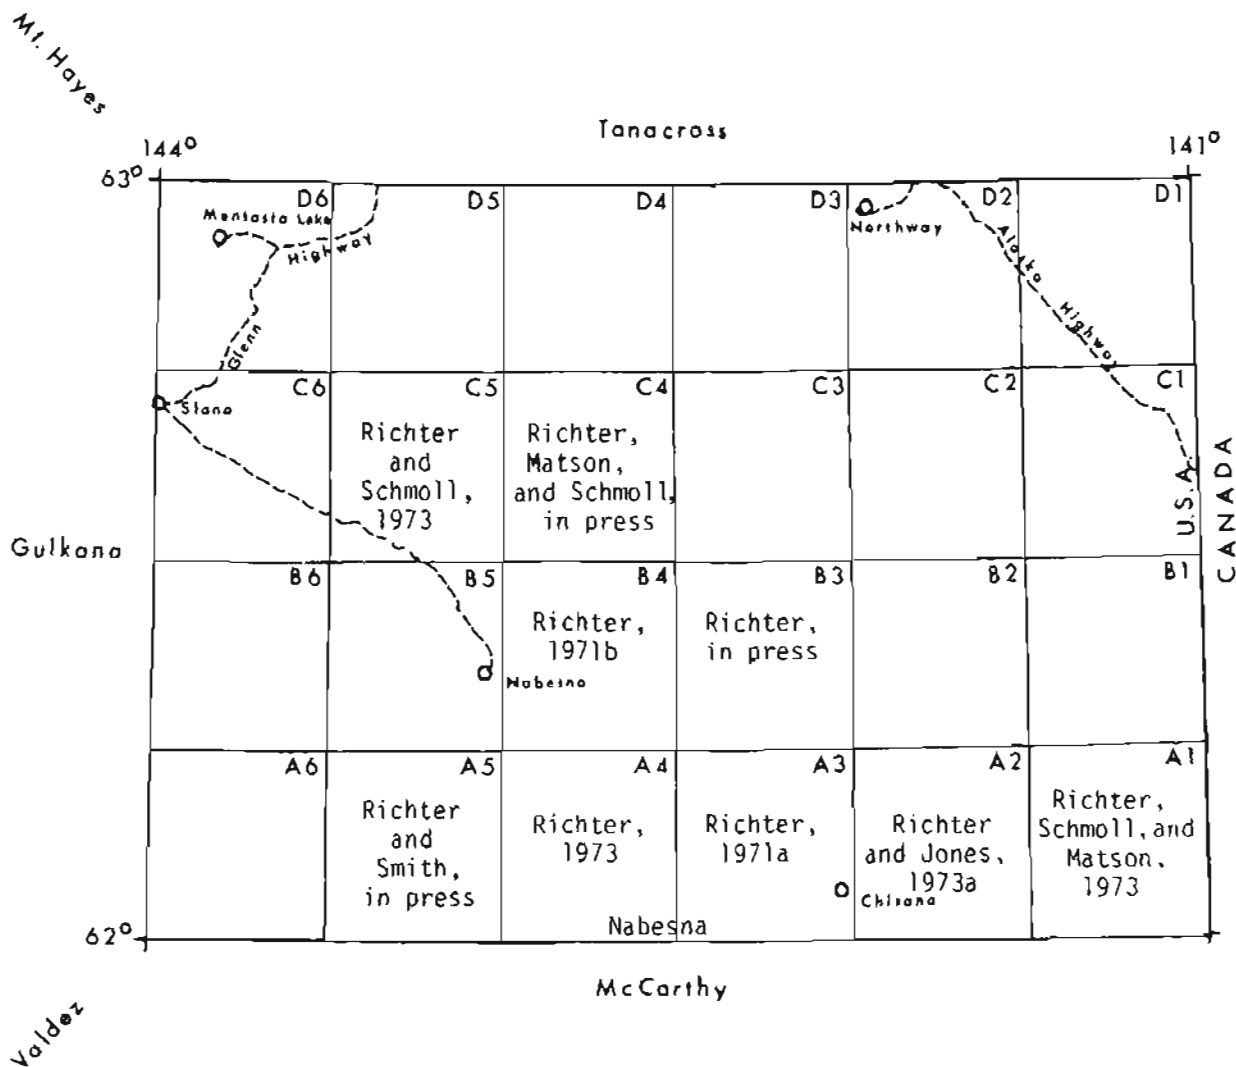 Mt. Hayes
Tanacross
144°
141°
63°
D6
D5
D4
D3
D2
D1
Mentasta Lake
Highway
Glenn
Northway
Alaska Highway
C6
C5
C4
C3
C2
C1
Slana
Richter
and
Schmoll,
1973
Richter,
Matson,
and Schmoll,
in press
U.S.A.
CANADA
Gulkana
B6
B5
B4
B3
B2
B1
Richter,
1971b
Richter,
in press
Nabesna
A6
A5
A4
A3
A2
A1
Richter
and
Smith,
in press
Richter,
1973
Richter,
1971a
Richter
and Jones,
1973a
Richter,
Schmoll, and
Matson.
1973
Chisana
62°
Nabesna
McCarthy
Valdez